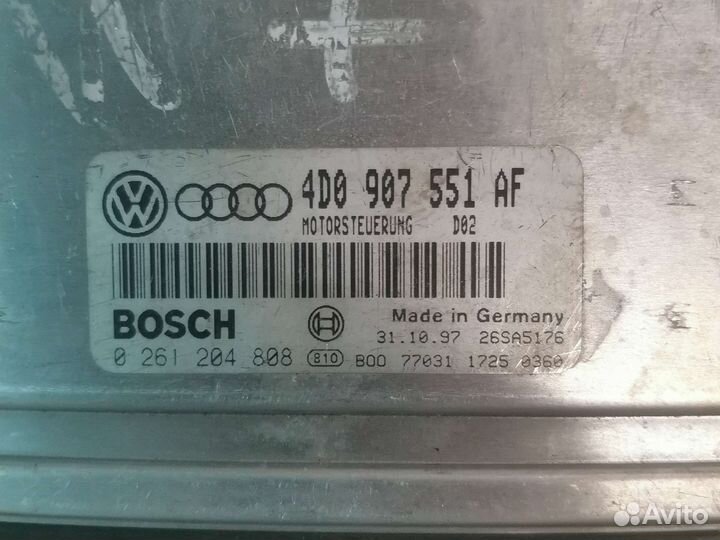 4D0 907 551 AF
MOTORSTEUERUNG D02
BOSCH
Made in Germany
31.10.97 26SA5176
0 261 204 808 810 B00 77031 1725 0360
Avito